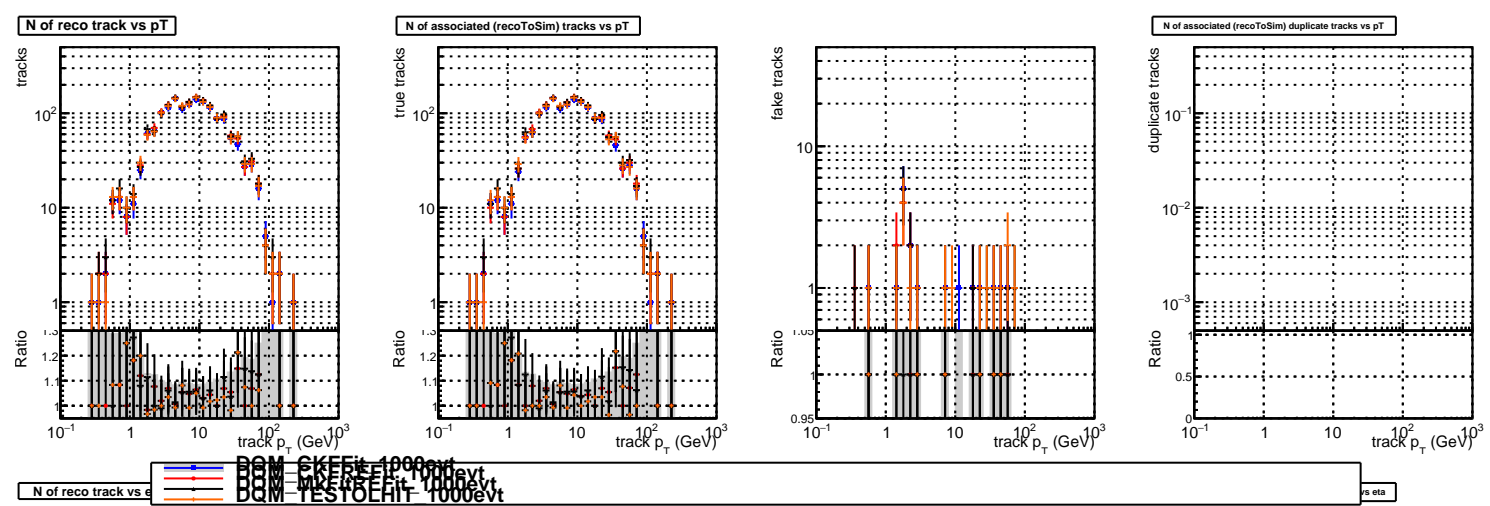 N of reco track vs pT
N of associated (recoToSim) tracks vs pT
N of associated (recoToSim) duplicate tracks vs pT
tracks
10²
10
1
Ratio
1.3
1.2
1.1
1
10⁻¹ 1 10 10² 10³
track p_T (GeV)
true tracks
10²
10
1
Ratio
1.3
1.2
1.1
1
10⁻¹ 1 10 10² 10³
track p_T (GeV)
fake tracks
10
1
Ratio
1.05
1
0.95
10⁻¹ 1 10 10² 10³
track p_T (GeV)
duplicate tracks
10⁻¹
10⁻²
10⁻³
Ratio
1
0.5
0
10⁻¹ 1 10 10² 10³
track p_T (GeV)
DQM_CKFFit_1000evt
DQM_CKFREFit_1000evt
DQM_MKFitREFit_1000evt
DQM_TESTOLHIT_1000evt
N of reco track vs e
vs eta